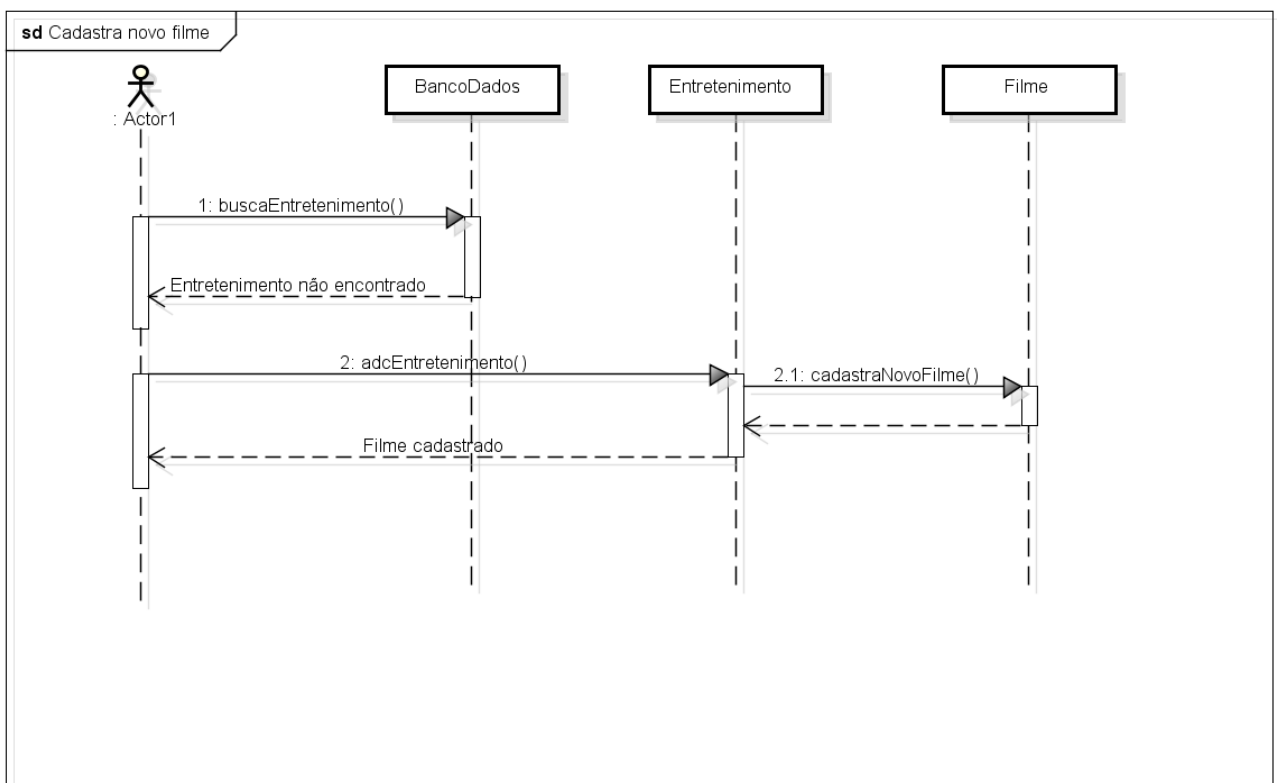 sd Cadastra novo filme
: Actor1
BancoDados
Entretenimento
Filme
1: buscaEntretenimento()
Entretenimento não encontrado
2: adcEntretenimento()
2.1: cadastraNovoFilme()
Filme cadastrado